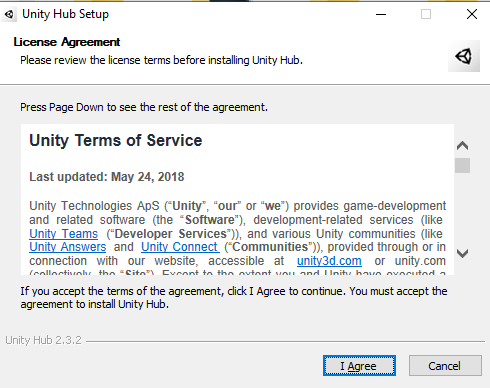 Unity Hub Setup
License Agreement
Please review the license terms before installing Unity Hub.
Press Page Down to see the rest of the agreement.
Unity Terms of Service
Last updated: May 24, 2018
Unity Technologies ApS (“Unity”, “our” or “we”) provides game-development
and related software (the “Software”), development-related services (like
Unity Teams (“Developer Services”)), and various Unity communities (like
Unity Answers and Unity Connect (“Communities”)), provided through or in
connection with our website, accessible at unity3d.com or unity.com
(collectively, the “Site”). Except to the extent you and Unity have executed a
If you accept the terms of the agreement, click I Agree to continue. You must accept the
agreement to install Unity Hub.
Unity Hub 2.3.2
I Agree
Cancel